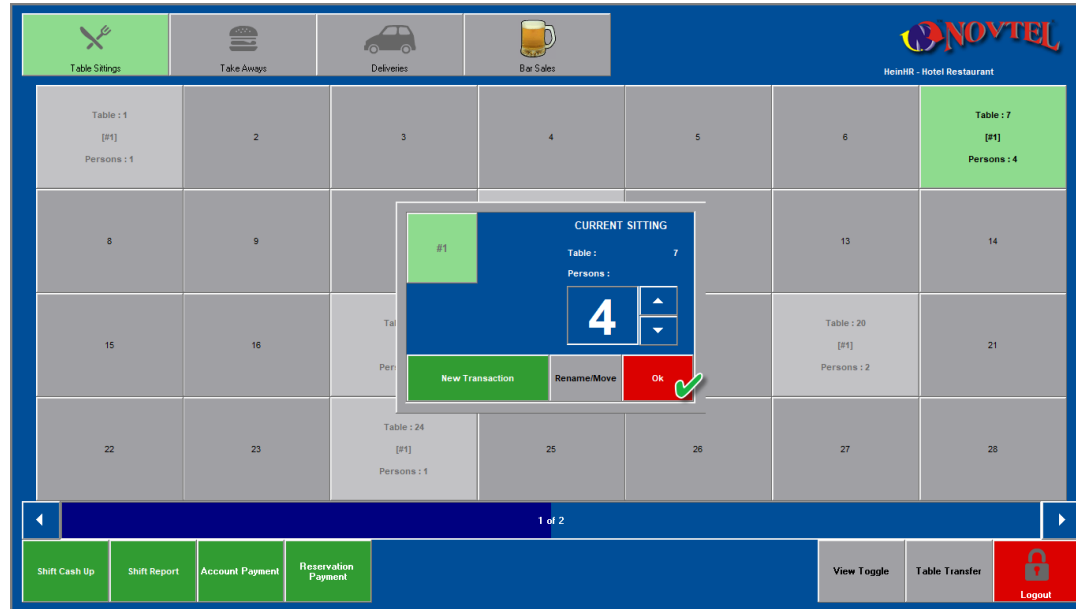 Table Sittings
Take Aways
Deliveries
Bar Sales
NOVTEL
HeinHR - Hotel Restaurant
Table : 1
[#1]
Persons : 1
2
3
4
5
6
Table : 7
[#1]
Persons : 4
8
9
13
14
#1
CURRENT SITTING
Table : 7
Persons :
4
New Transaction
Rename/Move
Ok
15
16
Table : 20
[#1]
Persons : 2
21
22
23
Table : 24
[#1]
Persons : 1
25
26
27
28
1 of 2
Shift Cash Up
Shift Report
Account Payment
Reservation
Payment
View Toggle
Table Transfer
Logout